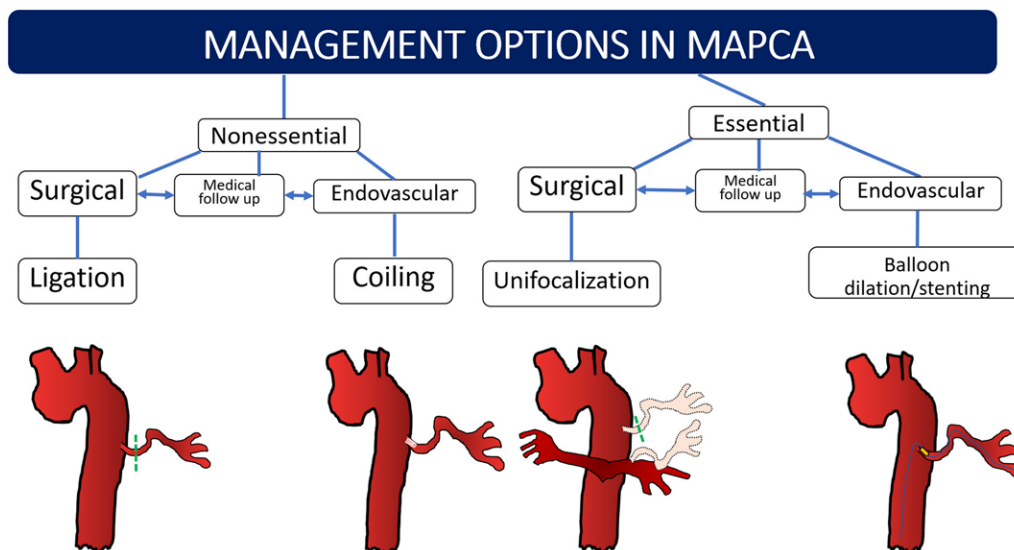 MANAGEMENT OPTIONS IN MAPCA
Nonessential
Essential
Surgical
Medical
follow up
Endovascular
Surgical
Medical
follow up
Endovascular
Ligation
Coiling
Unifocalization
Balloon
dilation/stenting